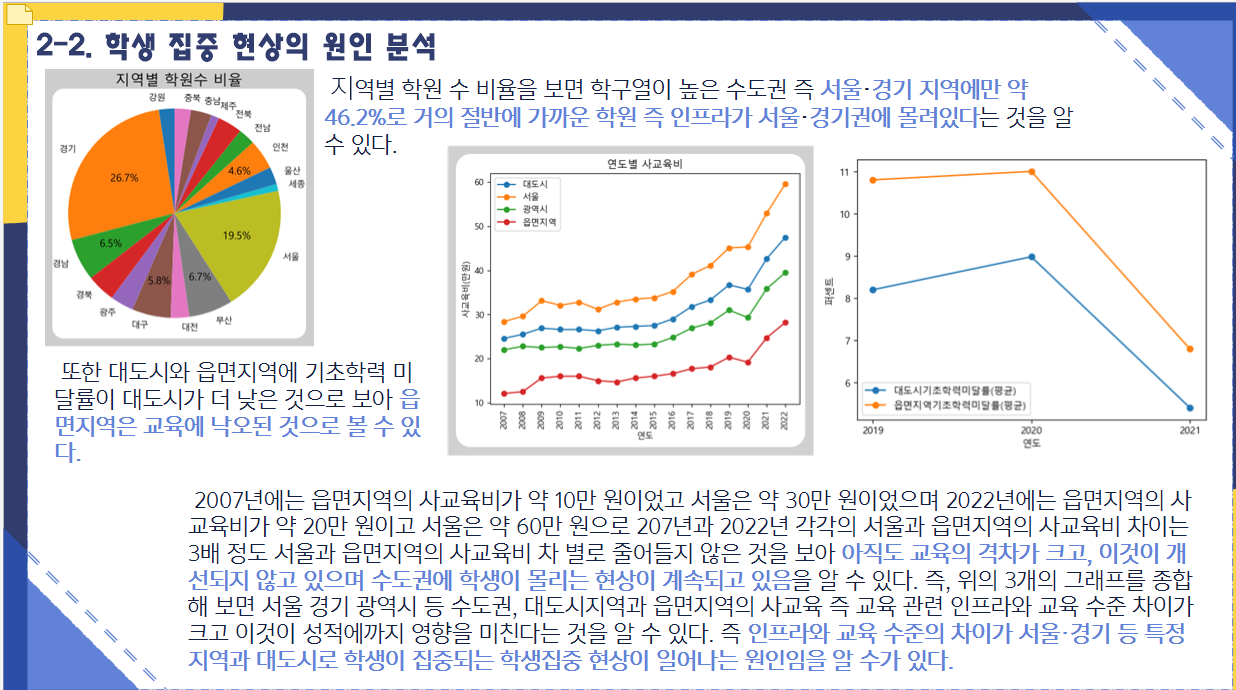 2-2. 학생 집중 현상의 원인 분석
지역별 학원수 비율
강원
충북
충남
제주
전북
전남
인천
울산
세종
서울
부산
대전
대구
광주
경북
경남
경기
26.7%
4.6%
19.5%
6.7%
5.8%
6.5%
지역별 학원 수 비율을 보면 학구열이 높은 수도권 즉 서울·경기 지역에만 약
46.2%로 거의 절반에 가까운 학원 즉 인프라가 서울·경기권에 몰려있다는 것을 알
수 있다.
연도별 사교육비
대도시
서울
광역시
읍면지역
사교육비(만원)
60
50
40
30
20
10
2007 2008 2009 2010 2011 2012 2013 2014 2015 2016 2017 2018 2019 2020 2021 2022
연도
퍼센트
11
10
9
8
7
6
대도시기초학력미달률(평균)
읍면지역기초학력미달률(평균)
2019 2020 2021
연도
또한 대도시와 읍면지역에 기초학력 미
달률이 대도시가 더 낮은 것으로 보아 읍
면지역은 교육에 낙오된 것으로 볼 수 있
다.
2007년에는 읍면지역의 사교육비가 약 10만 원이었고 서울은 약 30만 원이었으며 2022년에는 읍면지역의 사
교육비가 약 20만 원이고 서울은 약 60만 원으로 207년과 2022년 각각의 서울과 읍면지역의 사교육비 차이는
3배 정도 서울과 읍면지역의 사교육비 차 별로 줄어들지 않은 것을 보아 아직도 교육의 격차가 크고, 이것이 개
선되지 않고 있으며 수도권에 학생이 몰리는 현상이 계속되고 있음을 알 수 있다. 즉, 위의 3개의 그래프를 종합
해 보면 서울 경기 광역시 등 수도권, 대도시지역과 읍면지역의 사교육 즉 교육 관련 인프라와 교육 수준 차이가
크고 이것이 성적에까지 영향을 미친다는 것을 알 수 있다. 즉 인프라와 교육 수준의 차이가 서울·경기 등 특정
지역과 대도시로 학생이 집중되는 학생집중 현상이 일어나는 원인임을 알 수가 있다.